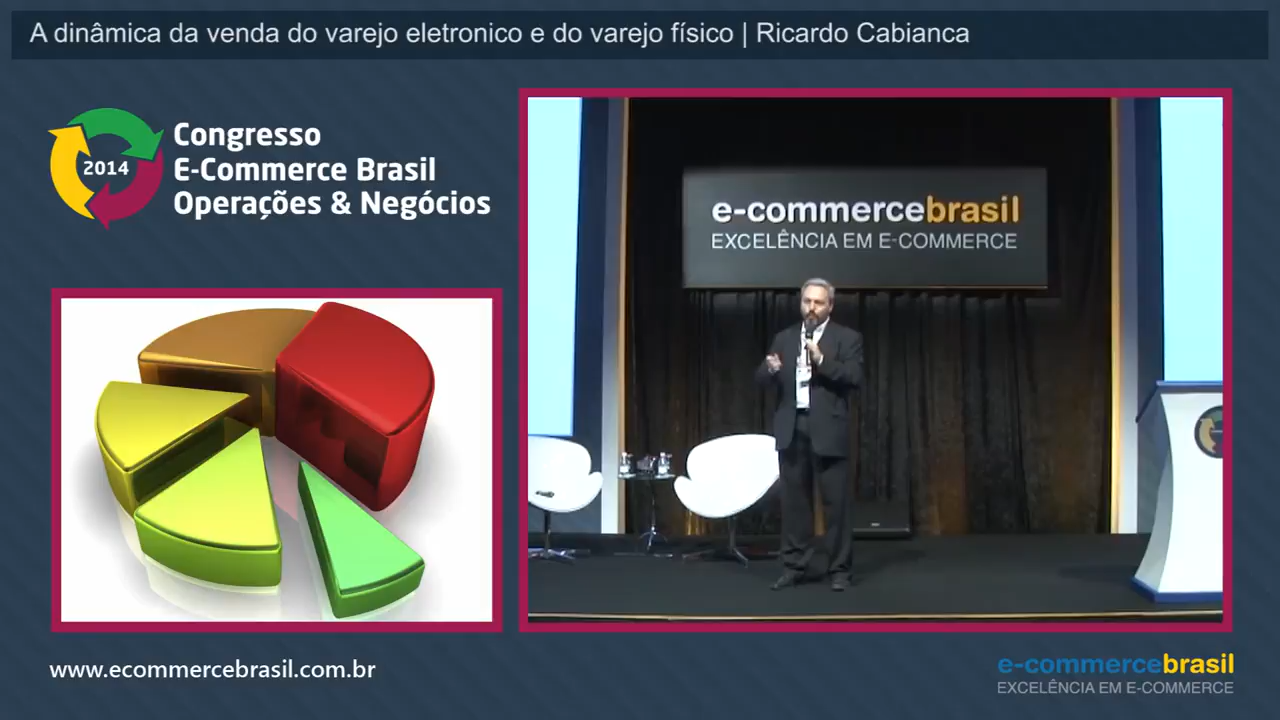 A dinâmica da venda do varejo eletronico e do varejo físico | Ricardo Cabianca
2014
Congresso
E-Commerce Brasil
Operações & Negócios
e-commercebrasil
EXCELÊNCIA EM E-COMMERCE
www.ecommercebrasil.com.br
e-commercebrasil
EXCELÊNCIA EM E-COMMERCE